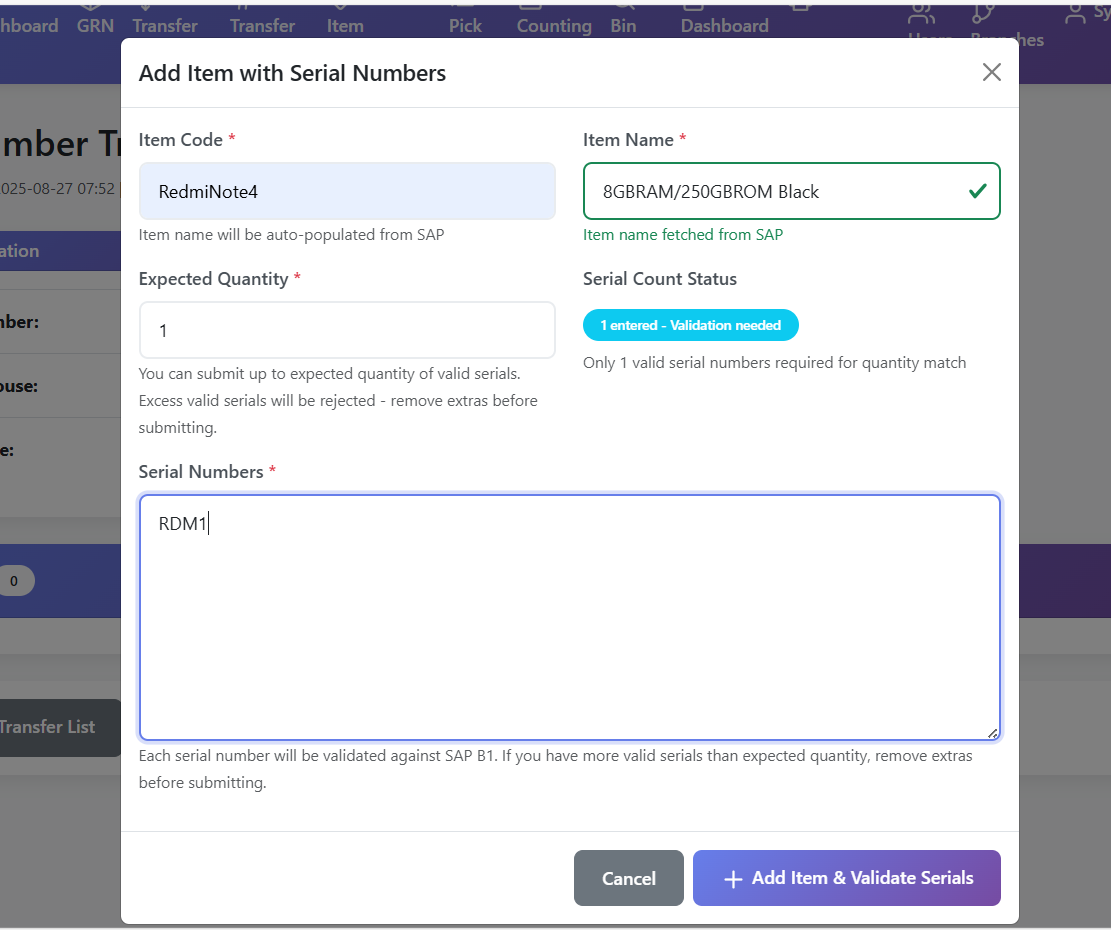 hboard GRN Transfer Transfer Item Pick Counting Bin Dashboard
Add Item with Serial Numbers
mber T
2025-08-27 07:52
ation
mber:
ouse:
e:
0
Transfer List
Item Code *
RedmiNote4
Item name will be auto-populated from SAP
Item Name *
8GBRAM/250GBROM Black
Item name fetched from SAP
Expected Quantity *
1
You can submit up to expected quantity of valid serials.
Excess valid serials will be rejected - remove extras before
submitting.
Serial Count Status
1 entered - Validation needed
Only 1 valid serial numbers required for quantity match
Serial Numbers *
RDM1
Each serial number will be validated against SAP B1. If you have more valid serials than expected quantity, remove extras
before submitting.
Cancel
Add Item & Validate Serials